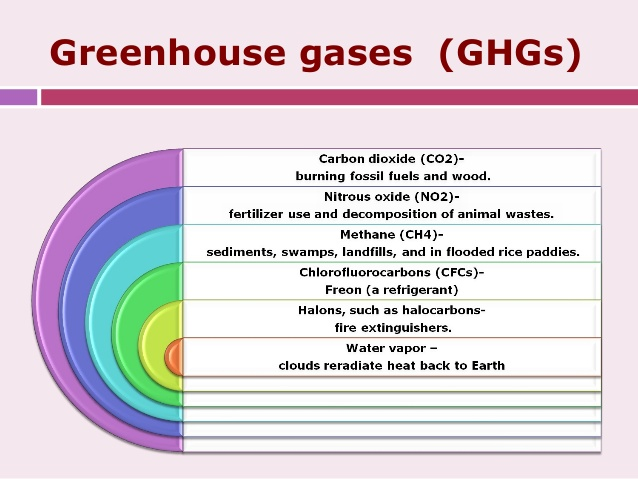 Greenhouse gases (GHGs)
Carbon dioxide (CO2)-
burning fossil fuels and wood.
Nitrous oxide (NO2)-
fertilizer use and decomposition of animal wastes.
Methane (CH4)-
sediments, swamps, landfills, and in flooded rice paddies.
Chlorofluorocarbons (CFCs)-
Freon (a refrigerant)
Halons, such as halocarbons-
fire extinguishers.
Water vapor –
clouds reradiate heat back to Earth